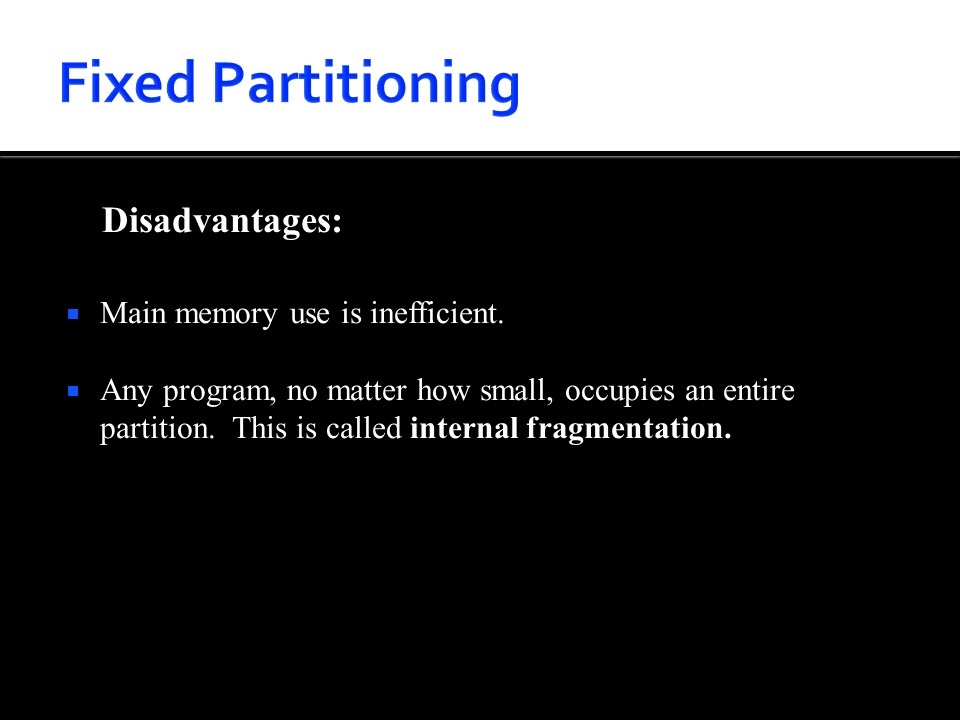 Fixed Partitioning
Disadvantages:
Main memory use is inefficient.
Any program, no matter how small, occupies an entire
partition. This is called internal fragmentation.